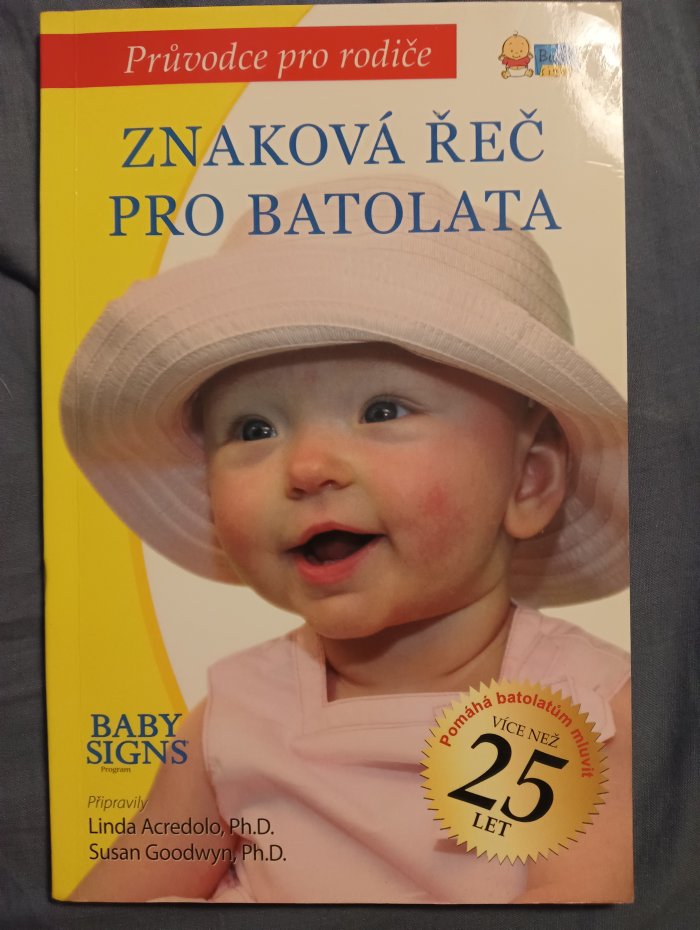 Průvodce pro rodiče
ZNAKOVÁ ŘEČ
PRO BATOLATA
BABY
SIGNS®
Program
Připravily
Linda Acredolo, Ph.D.
Susan Goodwyn, Ph.D.
Pomáhá batolatům mluvit
VÍCE NEŽ
25
LET